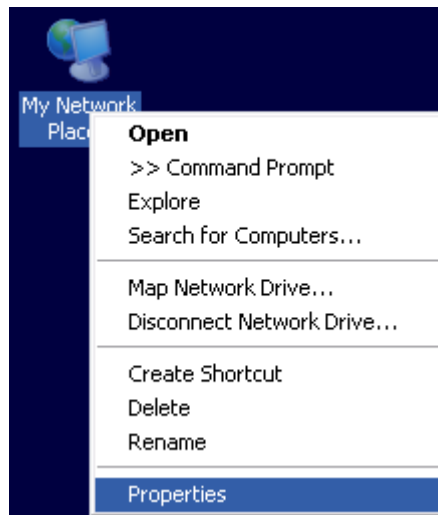 My Network
Plac
Open
>> Command Prompt
Explore
Search for Computers...
Map Network Drive...
Disconnect Network Drive...
Create Shortcut
Delete
Rename
Properties